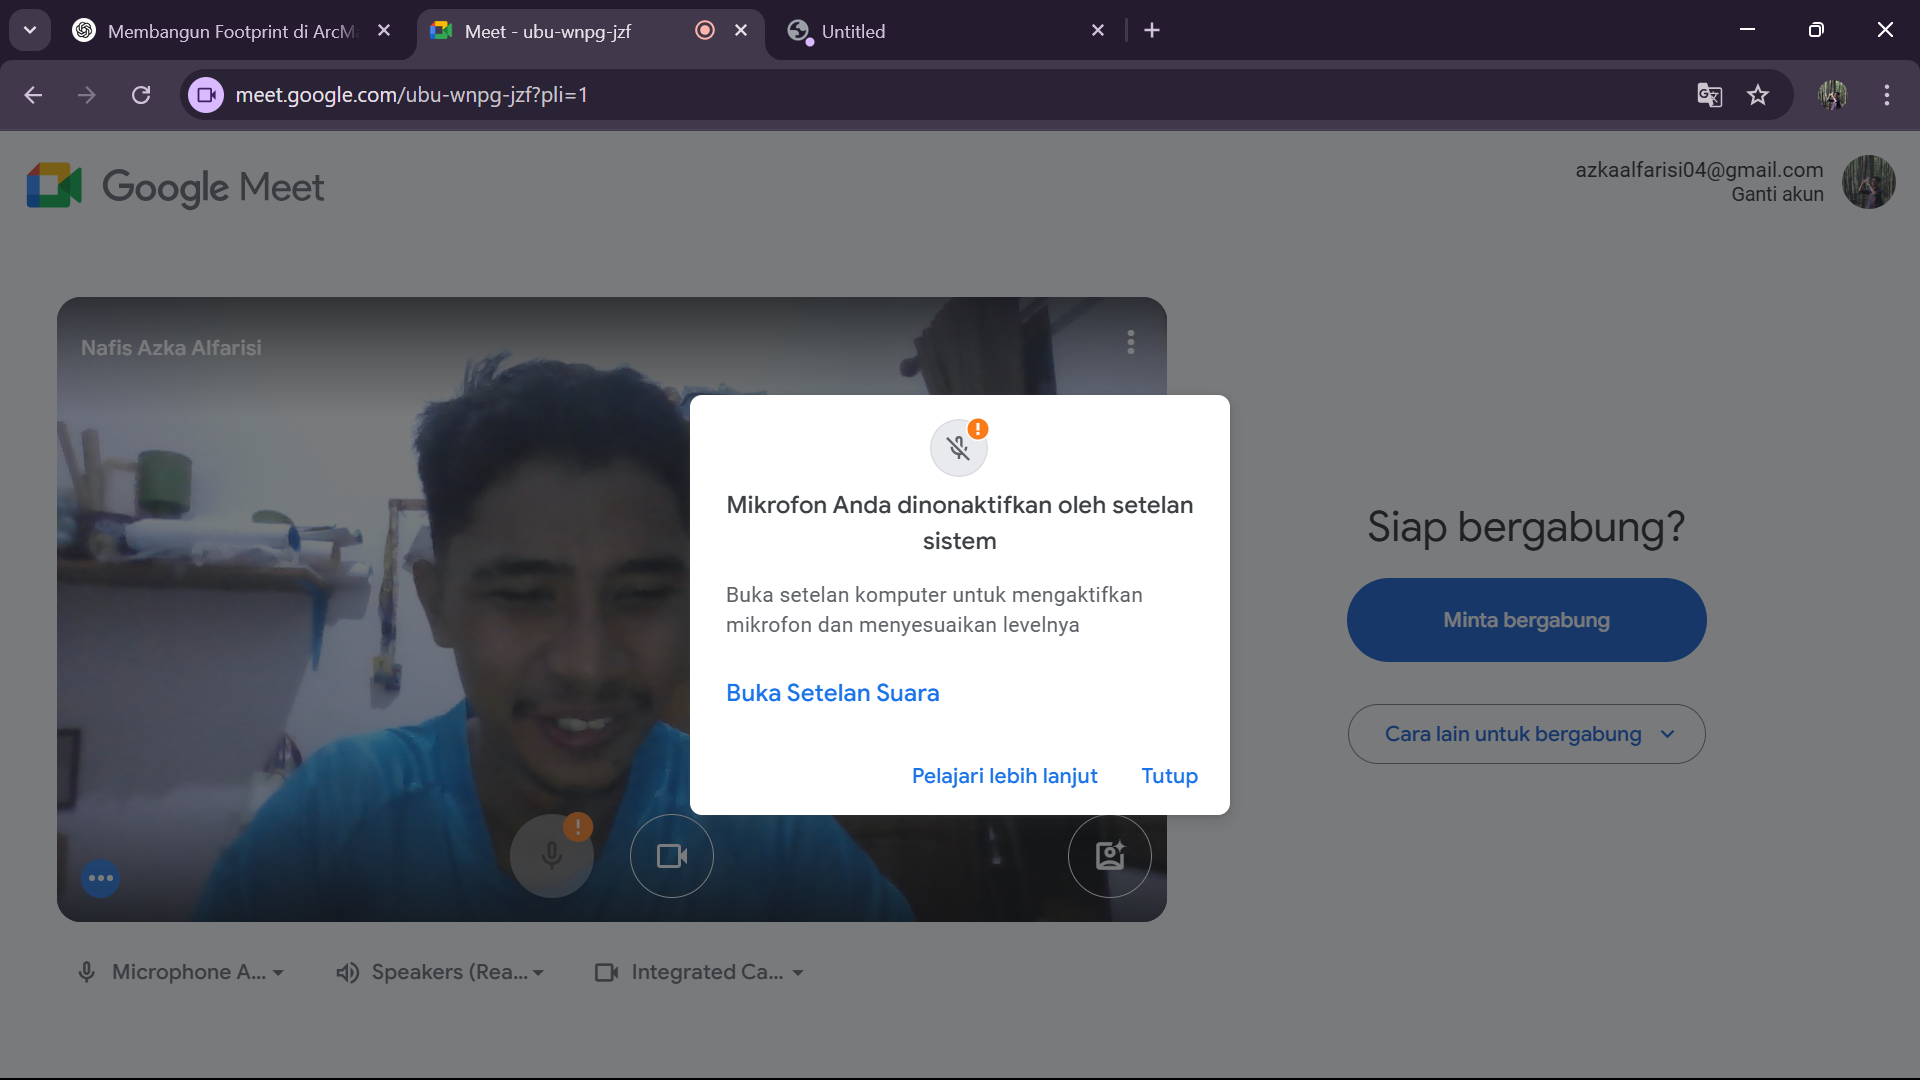 Membangun Footprint di ArcM
Meet - ubu-wnpg-jzf
Untitled
meet.google.com/ubu-wnpg-jzf?pli=1
Google Meet
azkaalfarisi04@gmail.com
Ganti akun
Nafis Azka Alfarisi
Mikrofon Anda dinonaktifkan oleh setelan
sistem
Buka setelan komputer untuk mengaktifkan
mikrofon dan menyesuaikan levelnya
Buka Setelan Suara
Pelajari lebih lanjut
Tutup
Siap bergabung?
Minta bergabung
Cara lain untuk bergabung
Microphone A...
Speakers (Rea...
Integrated Ca...